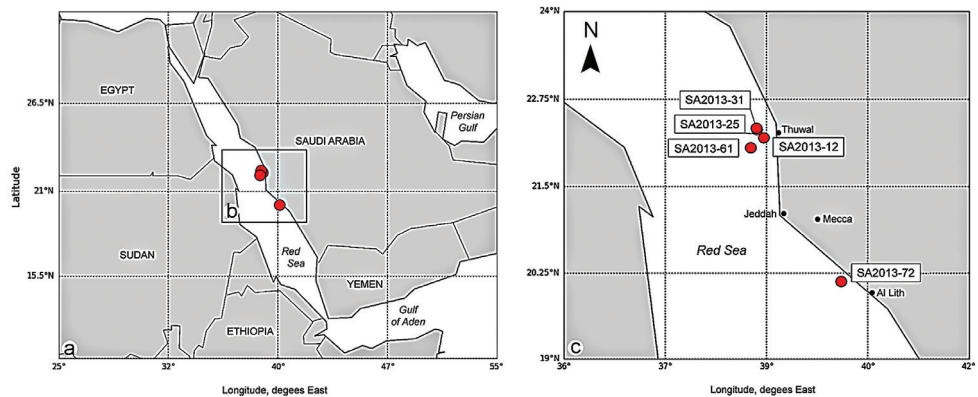 Latitude
26.5°N
21°N
15.5°N
EGYPT
SAUDI ARABIA
Persian
Gulf
b
SUDAN
Red
Sea
YEMEN
ETHIOPIA
Gulf
of Aden
a
25°
32°
40°
47°
55°
Longitude, degees East
24°N
22.75°N
21.5°N
20.25°N
19°N
N
SA2013-31
SA2013-25
SA2013-61
Thuwal
SA2013-12
Jeddah
Mecca
Red Sea
SA2013-72
Al Lith
c
36°
37°
39°
40°
42°
Longitude, degees East